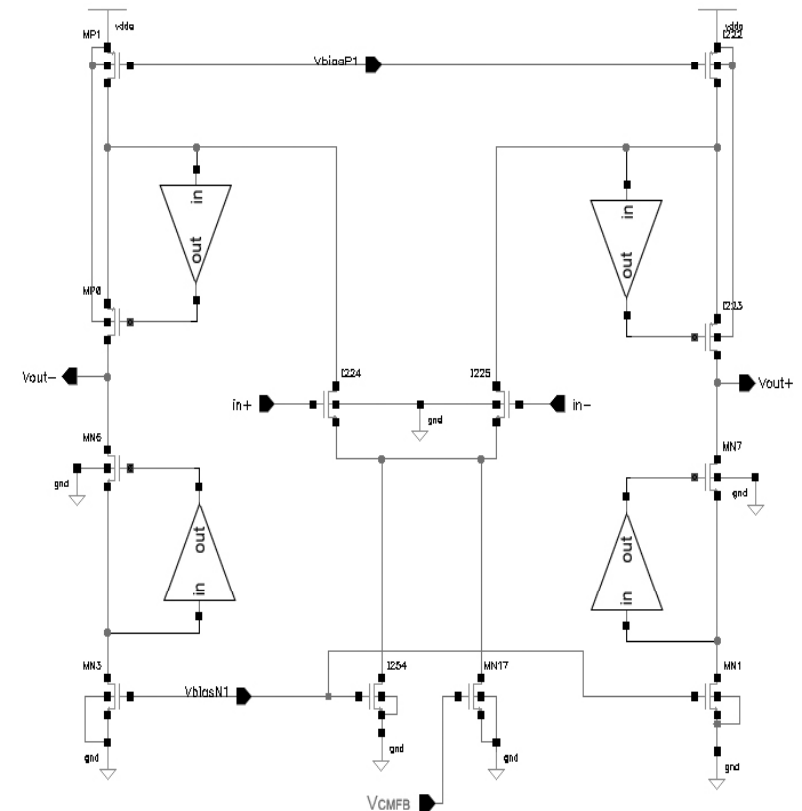 MP1
vdda
VbiasP1
vdda
I222
in
out
in
out
MP0
I223
Vout-
I224
I225
Vout+
in+
gnd
in-
MN6
MN7
gnd
gnd
out
in
out
in
MN3
VbiasN1
I254
MN17
MN1
gnd
gnd
gnd
gnd
VCMFB